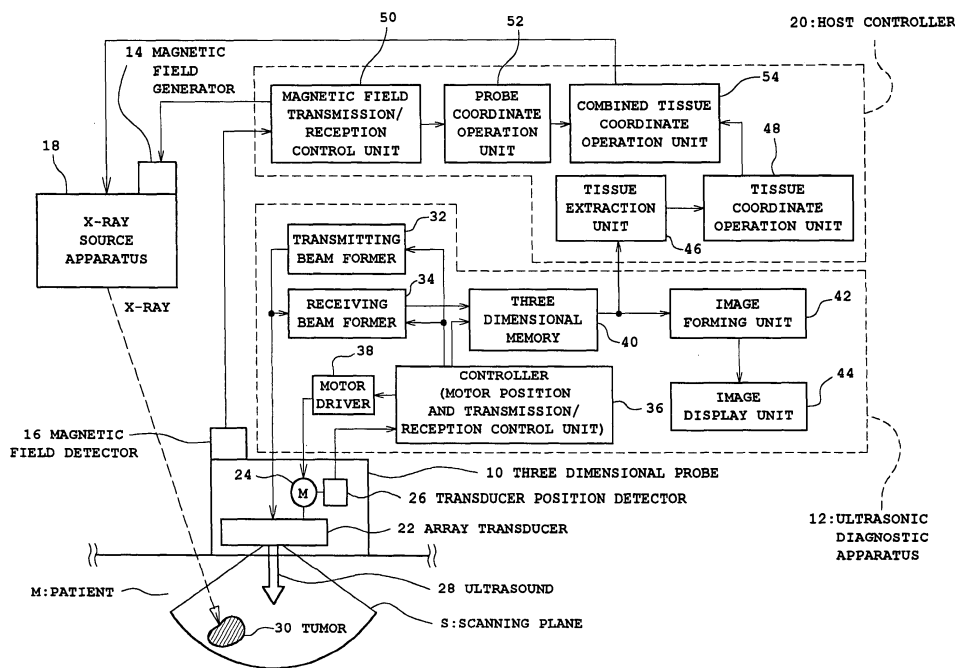 50
52
20:HOST CONTROLLER
14 MAGNETIC
FIELD
GENERATOR
54
MAGNETIC FIELD
TRANSMISSION/
RECEPTION
CONTROL UNIT
PROBE
COORDINATE
OPERATION
UNIT
COMBINED TISSUE
COORDINATE
OPERATION UNIT
48
18
TISSUE
EXTRACTION
UNIT
TISSUE
COORDINATE
OPERATION UNIT
46
X-RAY
SOURCE
APPARATUS
32
TRANSMITTING
BEAM FORMER
34
X-RAY
RECEIVING
BEAM FORMER
THREE
DIMENSIONAL
MEMORY
40
IMAGE
FORMING UNIT
42
38
MOTOR
DRIVER
CONTROLLER
(MOTOR POSITION
AND TRANSMISSION/
RECEPTION CONTROL UNIT)
36
IMAGE
DISPLAY UNIT
44
16 MAGNETIC
FIELD DETECTOR
24
M
10 THREE DIMENSIONAL PROBE
26 TRANSDUCER POSITION DETECTOR
22 ARRAY TRANSDUCER
12:ULTRASONIC
DIAGNOSTIC
APPARATUS
M:PATIENT
28 ULTRASOUND
30 TUMOR
S:SCANNING PLANE